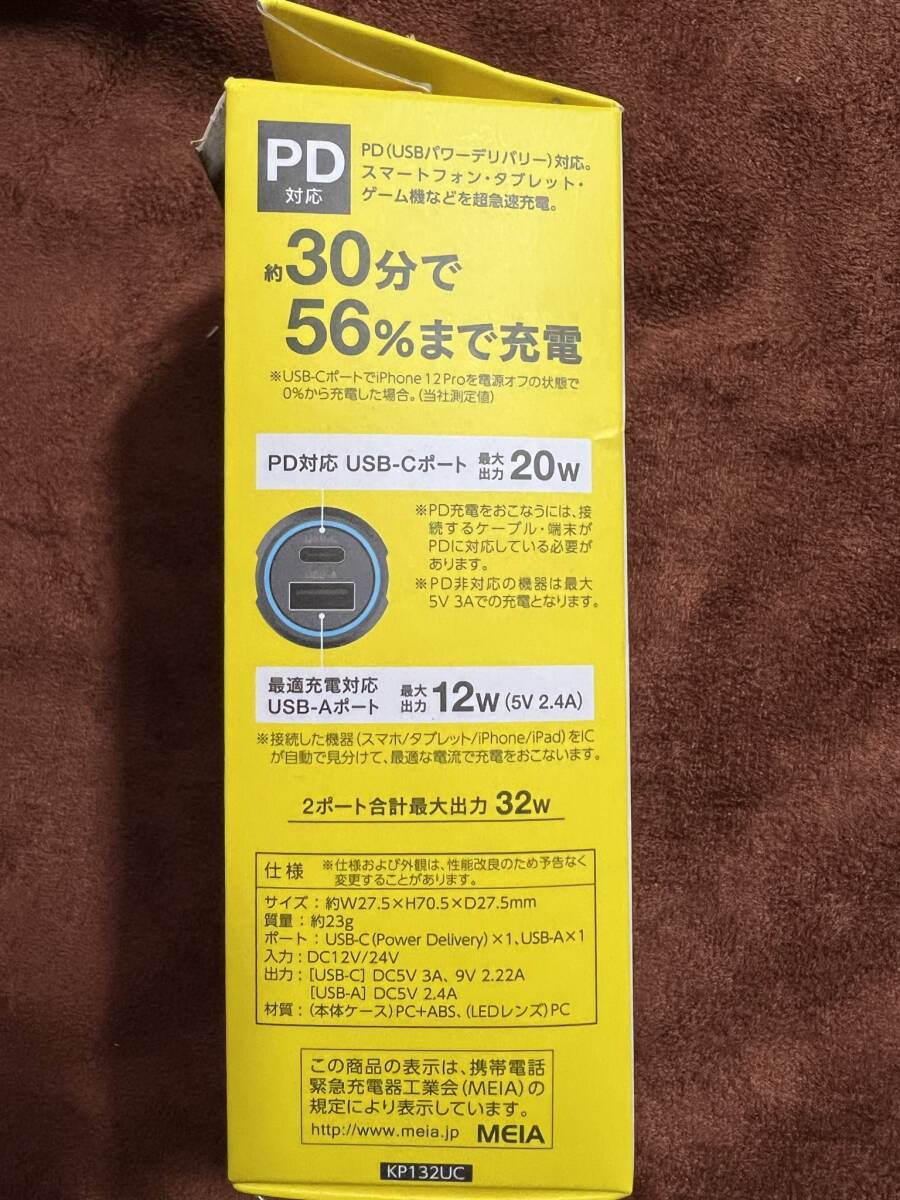 PD
対応
PD(USBパワーデリバリー)対応。
スマートフォン・タブレット・
ゲーム機などを超急速充電。
約30分で
56%まで充電
※USB-CポートでiPhone 12 Proを電源オフの状態で
0%から充電した場合。(当社測定値)
PD対応 USB-Cポート 最大出力 20W
※PD充電をおこなうには、接
続するケーブル・端末が
PDに対応している必要が
あります。
※PD非対応の機器は最大
5V 3Aでの充電となります。
USB-C
USB-A
最適充電対応
USB-Aポート 最大出力 12W (5V 2.4A)
※接続した機器(スマホ/タブレット/iPhone/iPad)をIC
が自動で見分けて、最適な電流で充電をおこないます。
2ポート合計最大出力 32W
仕様 ※仕様および外観は、性能改良のため予告なく
変更することがあります。
サイズ:約W27.5×H70.5×D27.5mm
質量:約23g
ポート:USB-C(Power Delivery)×1、USB-A×1
入力:DC12V/24V
出力:[USB-C] DC5V 3A、9V 2.22A
[USB-A] DC5V 2.4A
材質:(本体ケース)PC+ABS、(LEDレンズ)PC
この商品の表示は、携帯電話
緊急充電器工業会(MEIA)の
規定により表示しています。
http://www.meia.jp MEIA
KP132UC